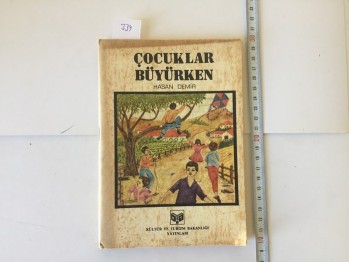 239
ÇOCUKLAR
BÜYÜRKEN
HASAN DEMİR
KÜLTÜR VE TURİZM BAKANLIĞI
YAYINLARI